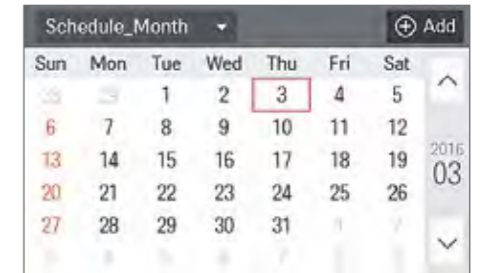 Schedule_Month Add
Sun Mon Tue Wed Thu Fri Sat
1 2 3 4 5
6 7 8 9 10 11 12
2016
13 14 15 16 17 18 19
03
20 21 22 23 24 25 26
27 28 29 30 31